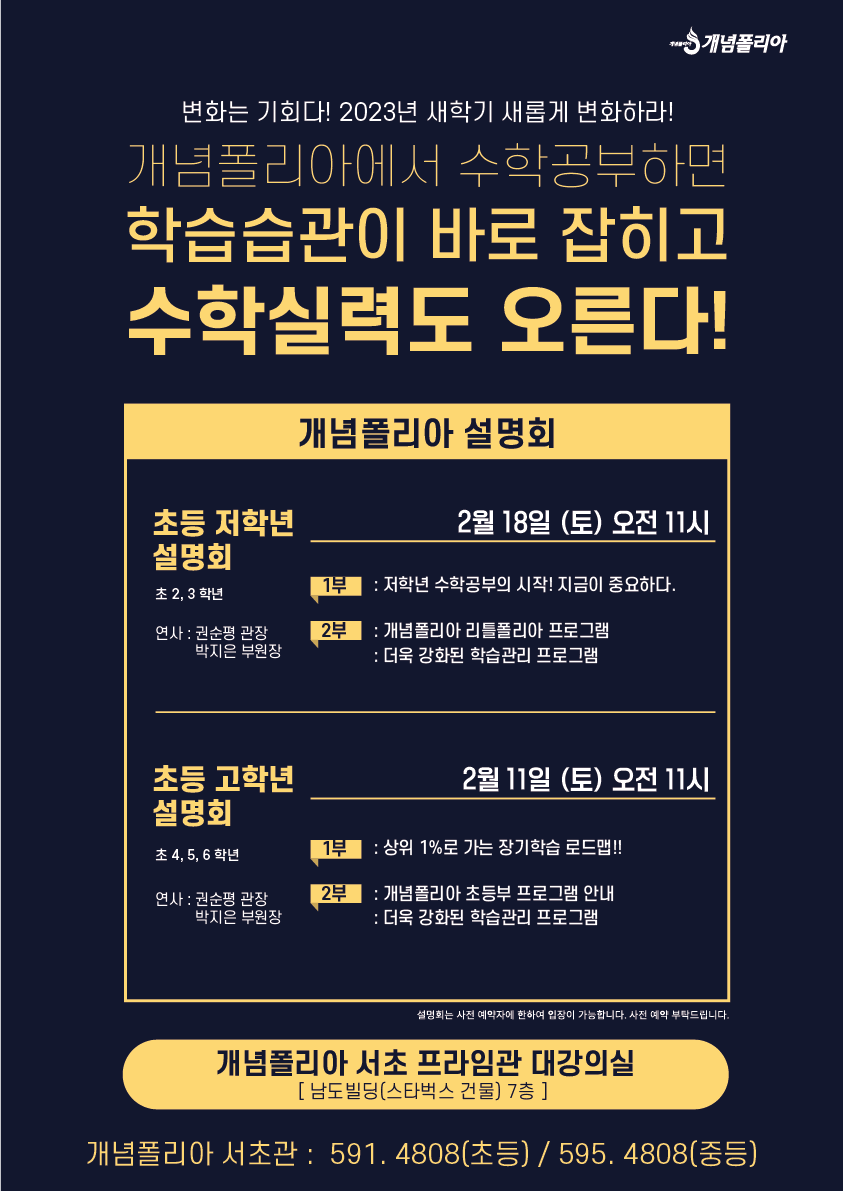 개념폴리아 개념폴리아
변화는 기회다! 2023년 새학기 새롭게 변화하라!
개념폴리아에서 수학공부하면
학습습관이 바로 잡히고
수학실력도 오른다!
개념폴리아 설명회
초등 저학년
설명회
2월 18일 (토) 오전 11시
초 2, 3 학년
1부 : 저학년 수학공부의 시작! 지금이 중요하다.
연사 : 권순평 관장
박지은 부원장
2부 : 개념폴리아 리틀폴리아 프로그램
: 더욱 강화된 학습관리 프로그램
초등 고학년
설명회
2월 11일 (토) 오전 11시
초 4, 5, 6 학년
1부 : 상위 1%로 가는 장기학습 로드맵!!
연사 : 권순평 관장
박지은 부원장
2부 : 개념폴리아 초등부 프로그램 안내
: 더욱 강화된 학습관리 프로그램
설명회는 사전 예약자에 한하여 입장이 가능합니다. 사전 예약 부탁드립니다.
개념폴리아 서초 프라임관 대강의실
[ 남도빌딩(스타벅스 건물) 7층 ]
개념폴리아 서초관 : 591. 4808(초등) / 595. 4808(중등)